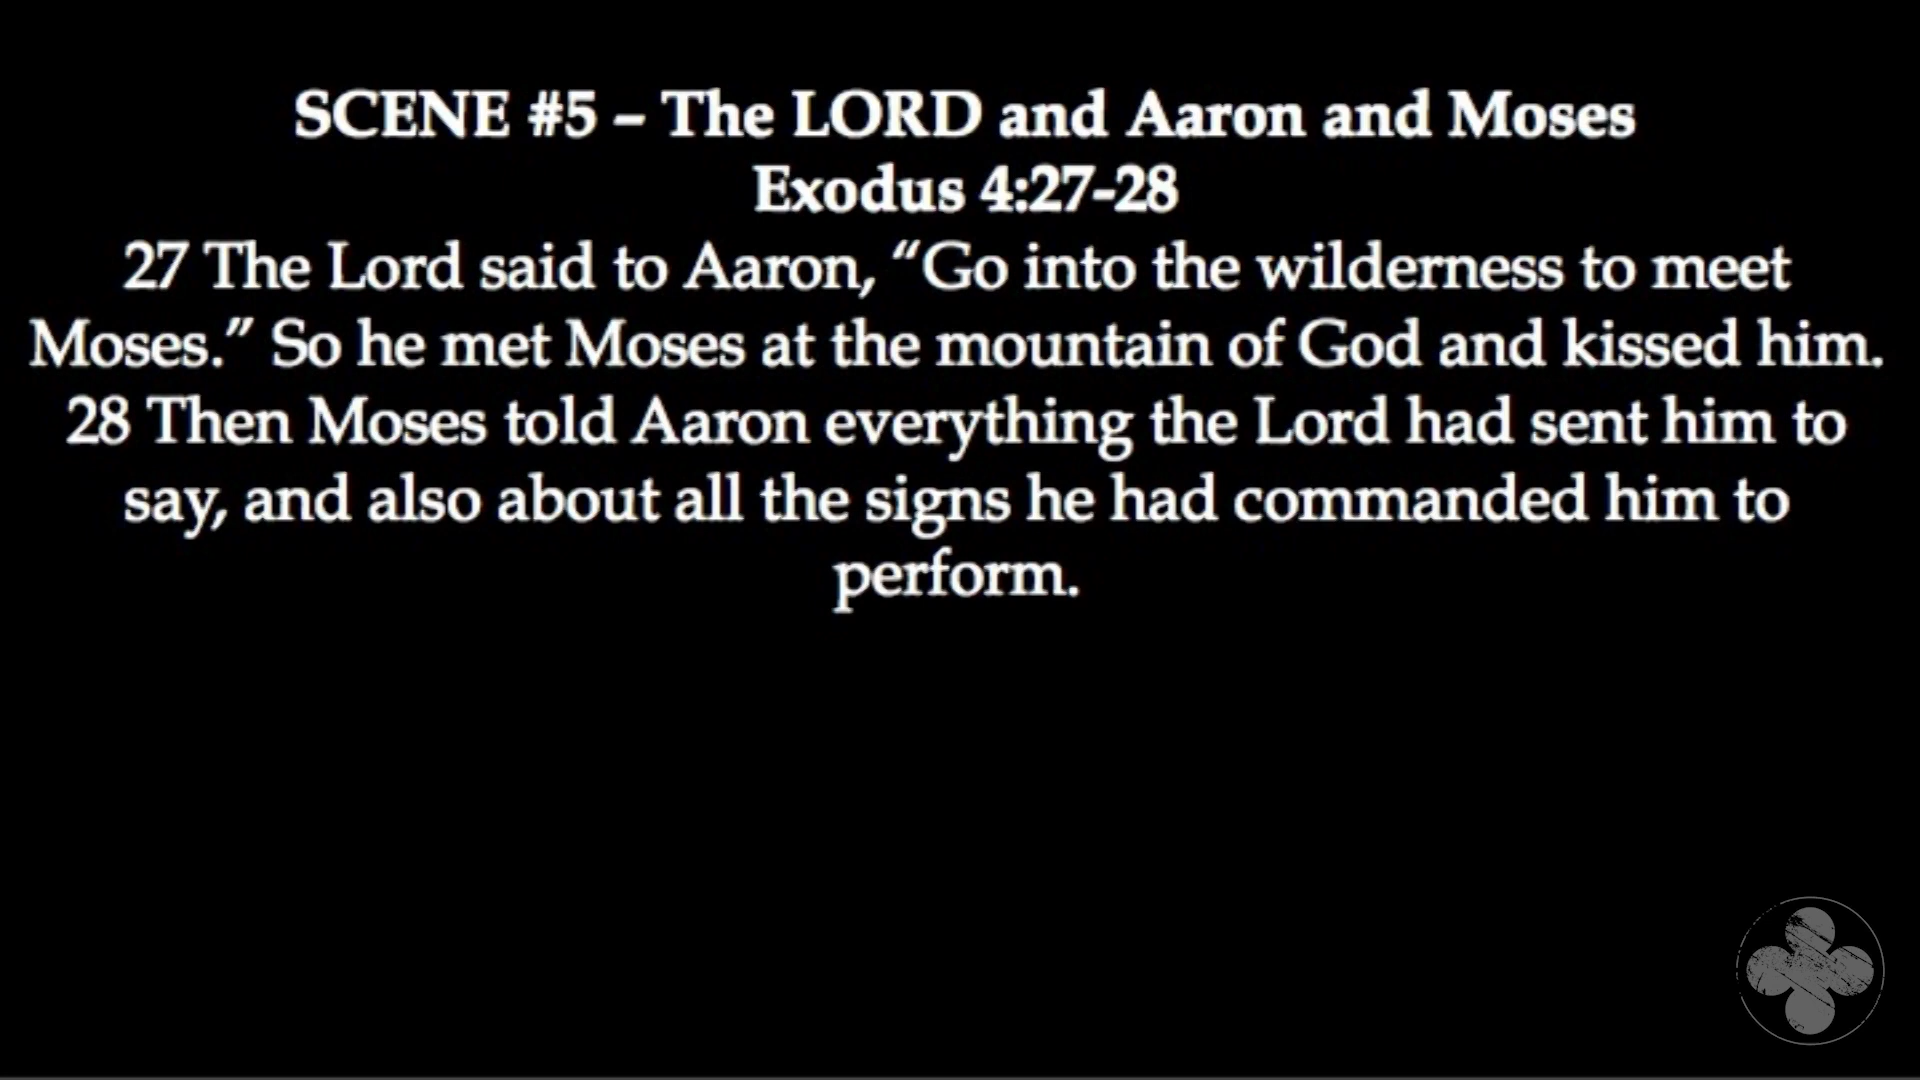 SCENE #5 – The LORD and Aaron and Moses
Exodus 4:27-28
27 The Lord said to Aaron, “Go into the wilderness to meet
Moses.” So he met Moses at the mountain of God and kissed him.
28 Then Moses told Aaron everything the Lord had sent him to
say, and also about all the signs he had commanded him to
perform.